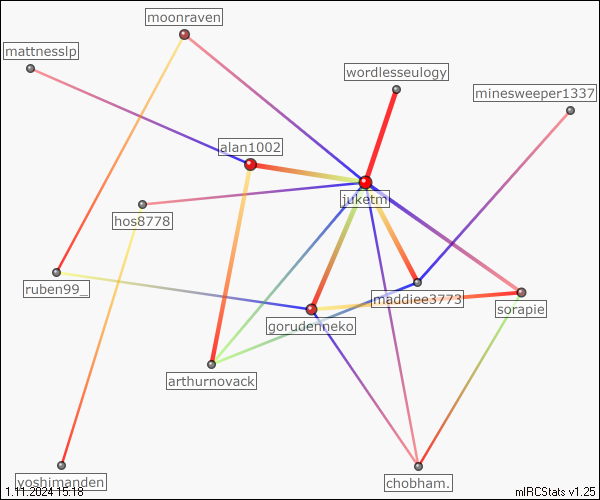 moonraven
mattnesslp
wordlesseulogy
minesweeper1337
alan1002
juketm
hos8778
ruben99_
maddiee3773
sorapie
gorudenneko
arthurnovack
yoshimanden
chobham.
1.11.2024 15.18
mIRCStats v1.25